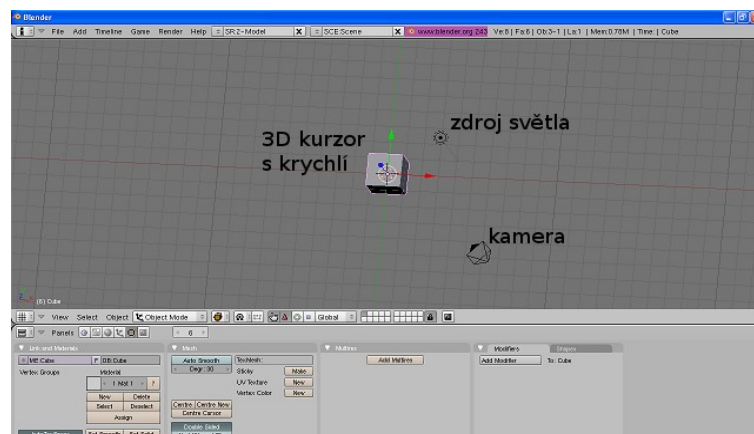 Blender
File Add Timeline Game Render Help SR:2-Model X SCE:Scene X www.blender.org 243 Ve:8 | Fa:6 | Ob:3-1 | La:1 | Mem:0.78M | Time: | Cube
zdroj světla
3D kurzor
s krychlí
kamera
(6) Cube
View Select Object Object Mode Global
Panels 6
Link and Materials Mesh Multires Modifiers Shapes
ME:Cube F OB:Cube Auto Smooth TexMesh: Add Multires Add Modifier To: Cube
Vertex Groups Material Degr: 30 Sticky Make
1 Mat 1 ? UV Texture New
New Delete Vertex Color New
Select Deselect Centre Centre New
Assign Centre Cursor
Double Sided